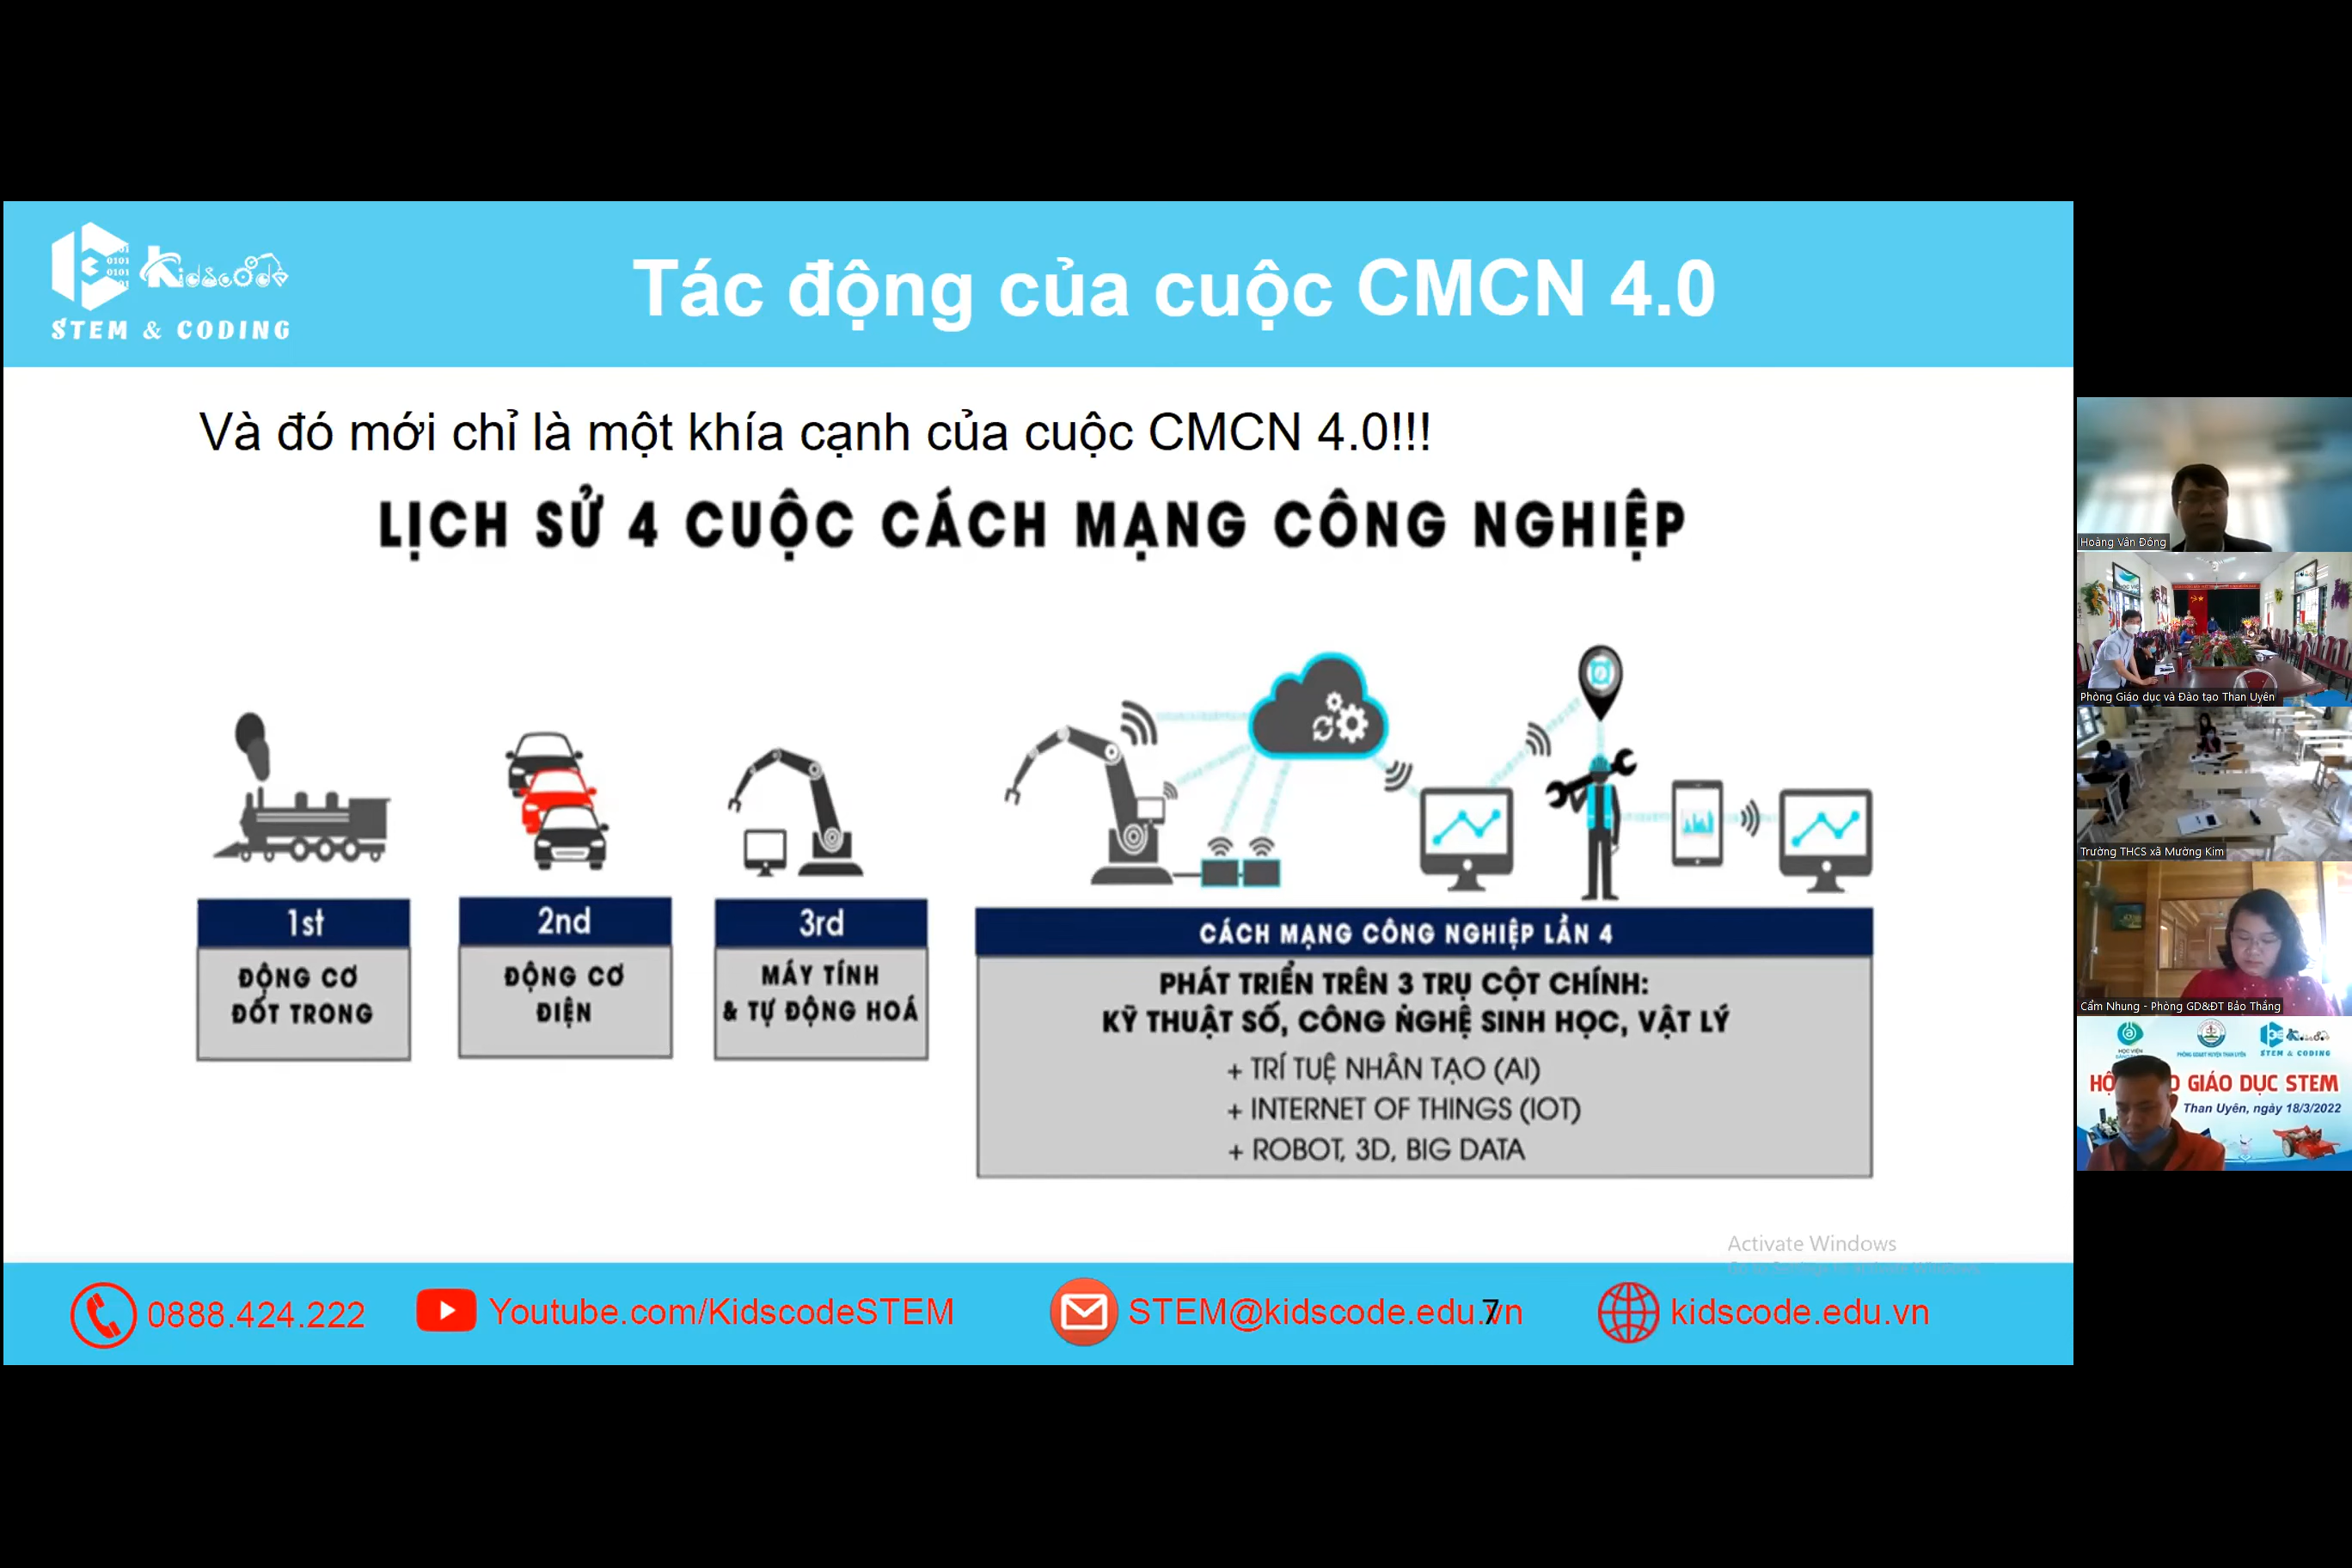 Kidscode
STEM & CODING
Tác động của cuộc CMCN 4.0
Và đó mới chỉ là một khía cạnh của cuộc CMCN 4.0!!!
LỊCH SỬ 4 CUỘC CÁCH MẠNG CÔNG NGHIỆP
1st
ĐỘNG CƠ
ĐỐT TRONG
2nd
ĐỘNG CƠ
ĐIỆN
3rd
MÁY TÍNH
& TỰ ĐỘNG HOÁ
CÁCH MẠNG CÔNG NGHIỆP LẦN 4
PHÁT TRIỂN TRÊN 3 TRỤ CỘT CHÍNH:
KỸ THUẬT SỐ, CÔNG NGHỆ SINH HỌC, VẬT LÝ
+ TRÍ TUỆ NHÂN TẠO (AI)
+ INTERNET OF THINGS (IOT)
+ ROBOT, 3D, BIG DATA
Activate Windows
0888.424.222
Youtube.com/KidscodeSTEM
STEM@kidscode.edu.vn
7
kidscode.edu.vn
Hoàng Vân Đông
Phòng Giáo dục và Đào tạo Than Uyên
Trường THCS xã Mường Kim
Cẩm Nhung - Phòng GD&ĐT Bảo Thắng
STEM & CODING
GIÁO DỤC STEM
Than Uyên, ngày 18/3/2022